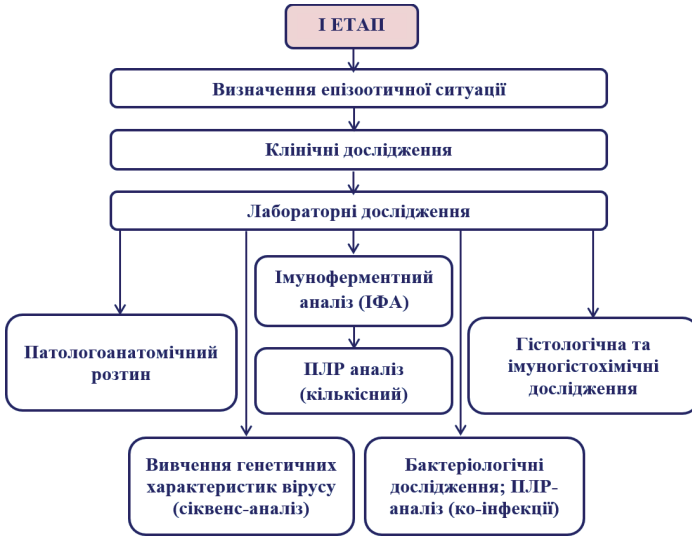 І ЕТАП
Визначення епізоотичної ситуації
Клінічні дослідження
Лабораторні дослідження
Імуноферментний
аналіз (ІФА)
Патологоанатомічний
розтин
ПЛР аналіз
(кількісний)
Гістологічна та
імуногістохімічні
дослідження
Вивчення генетичних
характеристик вірусу
(сіквенс-аналіз)
Бактеріологічні
дослідження; ПЛР-
аналіз (ко-інфекції)